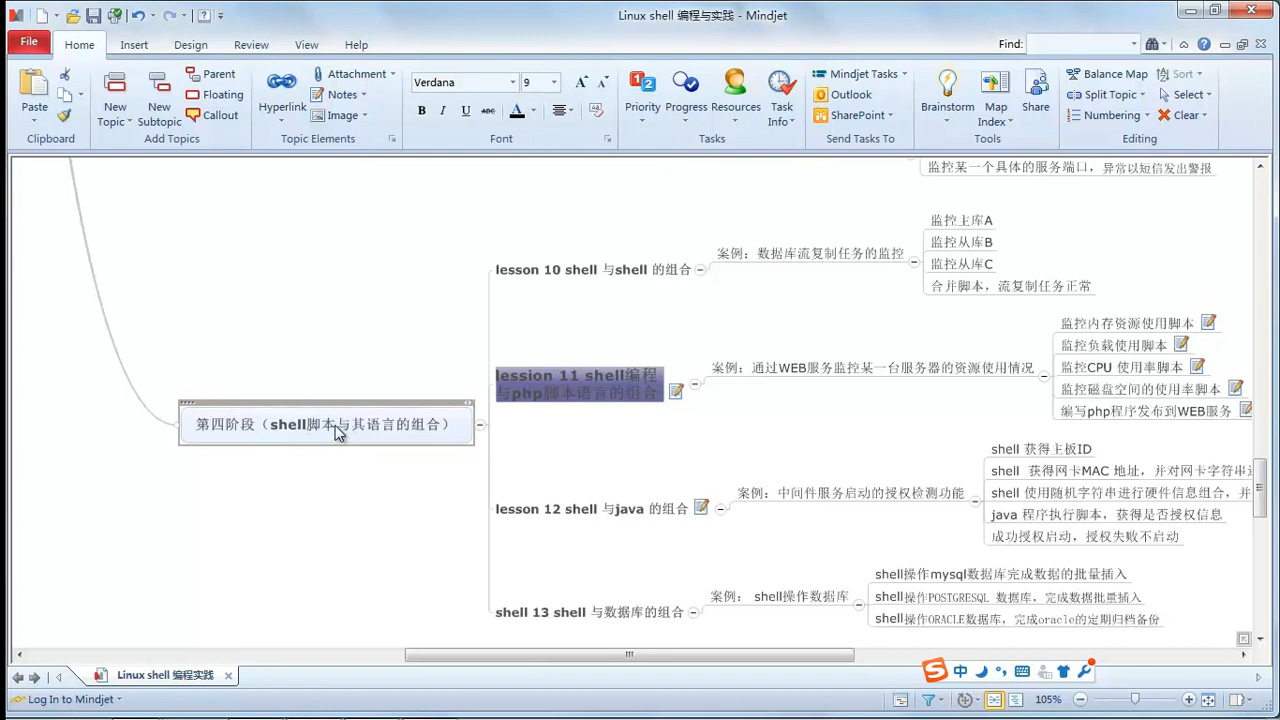 Linux shell 编程与实践 - Mindjet
File
Home
Insert
Design
Review
View
Help
Find:
Paste
Clipboard
New Topic
New Subtopic
Parent
Floating
Callout
Add Topics
Hyperlink
Attachment
Notes
Image
Topic Elements
Verdana
9
B
I
U
abc
A
Font
Priority
Progress
Resources
Task Info
Tasks
Mindjet Tasks
Outlook
SharePoint
Send Tasks To
Brainstorm
Map Index
Share
Tools
Balance Map
Split Topic
Numbering
Sort
Select
Clear
Editing
监控某一个具体的服务端口，异常以短信发出警报
lesson 10 shell 与shell 的组合
案例：数据库流复制任务的监控
监控主库A
监控从库B
监控从库C
合并脚本，流复制任务正常
lession 11 shell编程
与php脚本语言的组合
案例：通过WEB服务监控某一台服务器的资源使用情况
监控内存资源使用脚本
监控负载使用脚本
监控CPU 使用率脚本
监控磁盘空间的使用率脚本
编写php程序发布到WEB服务
第四阶段（shell脚本与其语言的组合）
lesson 12 shell 与java 的组合
案例：中间件服务启动的授权检测功能
shell 获得主板ID
shell 获得网卡MAC 地址，并对网卡字符串
shell 使用随机字符串进行硬件信息组合，并
java 程序执行脚本，获得是否授权信息
成功授权启动，授权失败不启动
shell 13 shell 与数据库的组合
案例： shell操作数据库
shell操作mysql数据库完成数据的批量插入
shell操作POSTGRESQL 数据库，完成数据批量插入
shell操作ORACLE数据库，完成oracle的定期归档备份
Linux shell 编程实践
中
Log In to Mindjet
105%